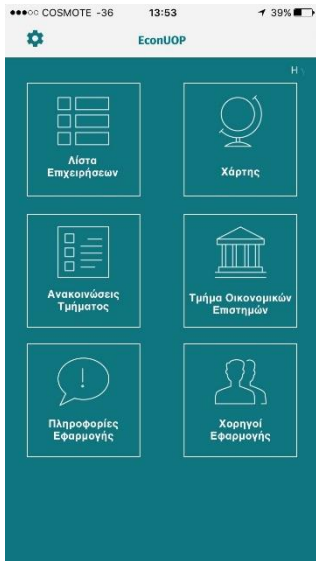 COSMOTE -36 13:53 39%
EconUOP
Η
Λίστα
Επιχειρήσεων
Χάρτης
Ανακοινώσεις
Τμήματος
Τμήμα Οικονομικών
Επιστημών
!
Πληροφορίες
Εφαρμογής
Χορηγοί
Εφαρμογής